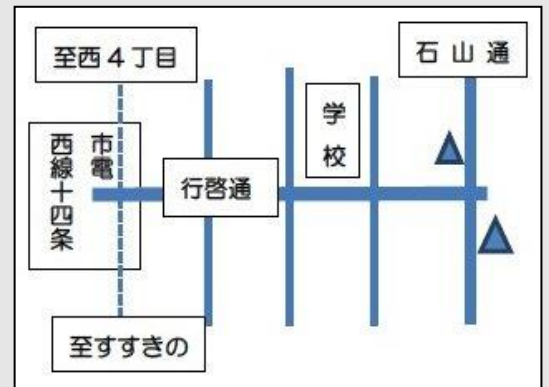 至西4丁目
石山通
学校
市電
西線十四条
行啓通
至すすきの